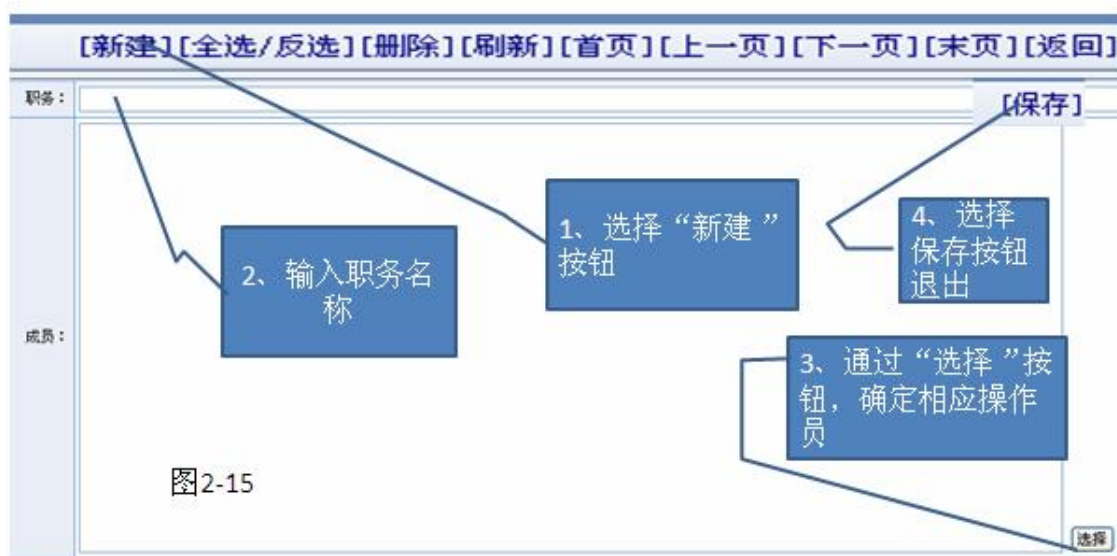 [新建][全选/反选][删除][刷新][首页][上一页][下一页][末页][返回]
职务：
[保存]
1、选择“新建”
按钮
4、选择
保存按钮
退出
2、输入职务名
称
成员：
3、通过“选择”按
钮，确定相应操作
员
图2-15
选择